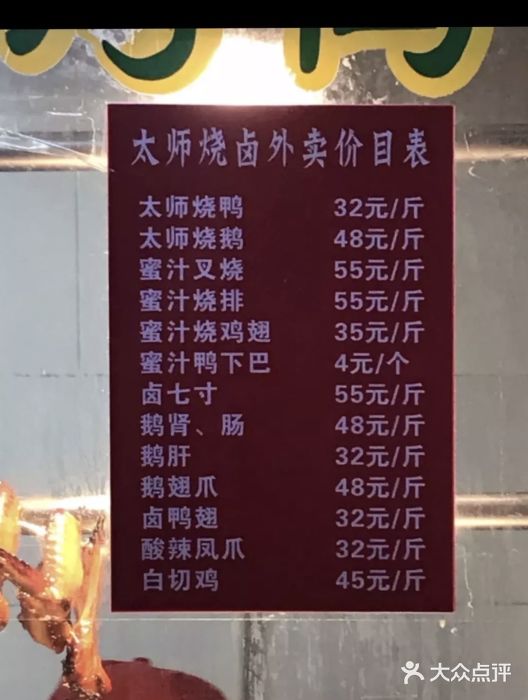 太师烧卤外卖价目表
太师烧鸭 32元/斤
太师烧鹅 48元/斤
蜜汁叉烧 55元/斤
蜜汁烧排 55元/斤
蜜汁烧鸡翅 35元/斤
蜜汁鸭下巴 4元/个
卤七寸 55元/斤
鹅肾、肠 48元/斤
鹅肝 32元/斤
鹅翅爪 48元/斤
卤鸭翅 32元/斤
酸辣凤爪 32元/斤
白切鸡 45元/斤
大众点评